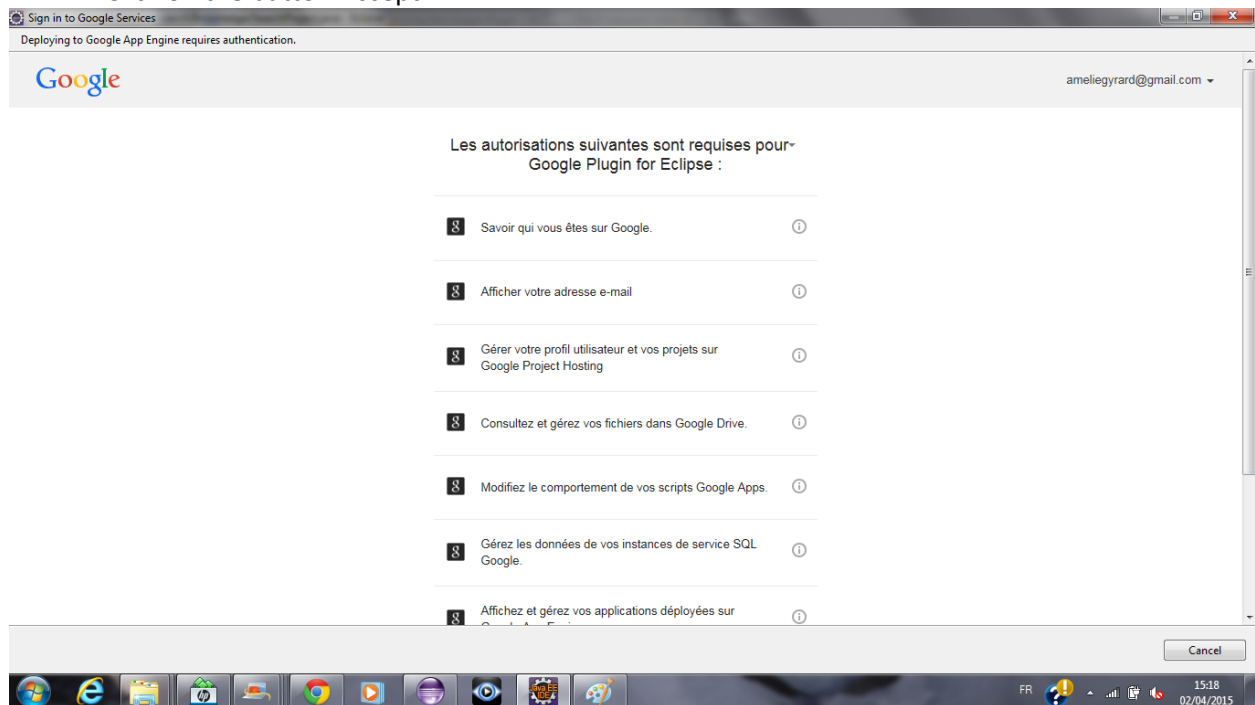 Sign in to Google Services
Deploying to Google App Engine requires authentication.
Google
ameliegyrard@gmail.com
Les autorisations suivantes sont requises pour
Google Plugin for Eclipse :
Savoir qui vous êtes sur Google.
Afficher votre adresse e-mail
Gérer votre profil utilisateur et vos projets sur
Google Project Hosting
Consultez et gérez vos fichiers dans Google Drive.
Modifiez le comportement de vos scripts Google Apps.
Gérez les données de vos instances de service SQL
Google.
Affichez et gérez vos applications déployées sur
Cancel
FR
15:18
02/04/2015